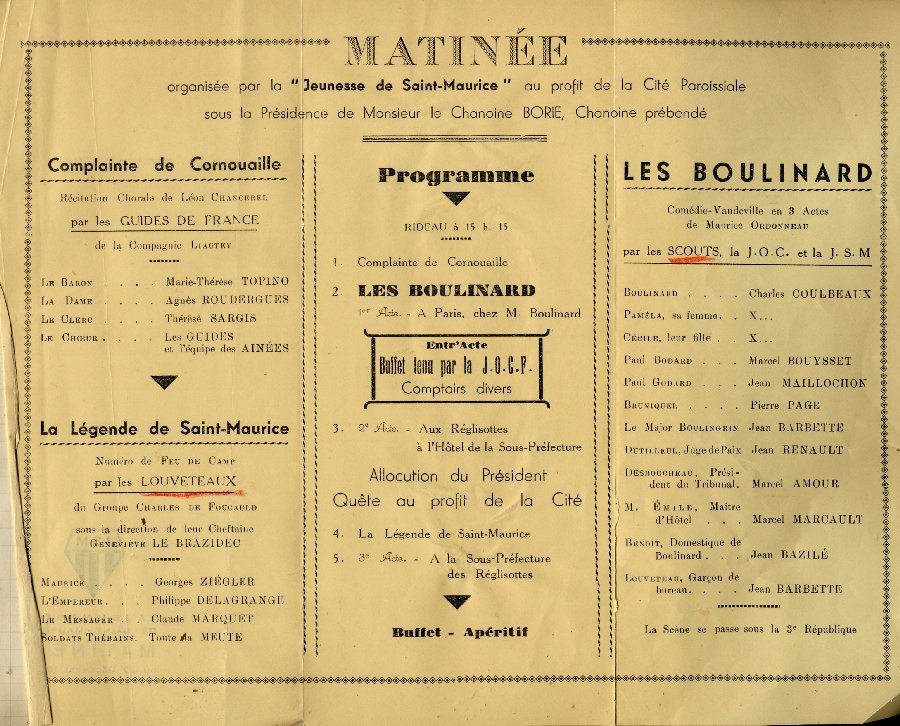 MATINÉE
organisée par la "Jeunesse de Saint-Maurice" au profit de la Cité Paroissiale
sous la Présidence de Monsieur le Chanoine BORIE, Chanoine prébendé
Complainte de Cornouaille
Récitation Chorale de Léon CHANCEREL
par les GUIDES DE FRANCE
de la Compagnie LIAUTEY
LE BARON . . . . Marie-Thérèse TOPINO
LA DAME . . . . Agnès ROUDERGUES
LE CLERC . . . . Thérèse SARGIS
LE CHŒUR . . . . Les GUIDES
et l'équipe des AINÉES
La Légende de Saint-Maurice
Numéro de FEU DE CAMP
par les LOUVETEAUX
du Groupe CHARLES DE FOUCAULD
sous la direction de leur Cheftaine
GENEVIÈVE LE BRAZIDEC
MAURICE . . . . Georges ZIÉGLER
L'EMPEREUR . . . Philippe DELAGRANGE
LE MESSAGER . . Claude MARQUET
SOLDATS THÉBAINS. Toute la MEUTE
Programme
RIDEAU à 15 h. 15
1. Complainte de Cornouaille
2 LES BOULINARD
1er Acte. - A Paris, chez M. Boulinard
Entr'Acte
Buffet tenu par la J.O.C.F.
Comptoirs divers
3. 2e Acte. - Aux Réglisottes
à l'Hôtel de la Sous-Préfecture
Allocution du Président
Quête au profit de la Cité
4. La Légende de Saint-Maurice
5. 3e Acte. - A la Sous-Préfecture
des Réglisottes
Buffet - Apéritif
LES BOULINARD
Comédie-Vaudeville en 3 Actes
de Maurice ORDONNEAU
par les SCOUTS, la J.O.C. et la J.S.M
BOULINARD . . . . Charles COULBEAUX
PAMÉLA, sa femme. . X...
CÉCILE, leur fille . . X...
PAUL BODARD . . . Marcel BOUYSSET
PAUL GODARD . . . Jean MAILLOCHON
BRUNIQUEL . . . . Pierre PAGE
LE MAJOR BOULINGRIN Jean BARBETTE
DUTILLEUL, Juge de Paix Jean RENAULT
DESBOUCHEAU, Prési-
dent du Tribunal. Marcel AMOUR
M. ÉMILE, Maître
d'Hôtel . . . Marcel MARCAULT
BENOIT, Domestique de
Boulinard . . . Jean BAZILÉ
LOUVETEAU, Garçon de
bureau. . . . Jean BARBETTE
La Scène se passe sous la 3e République